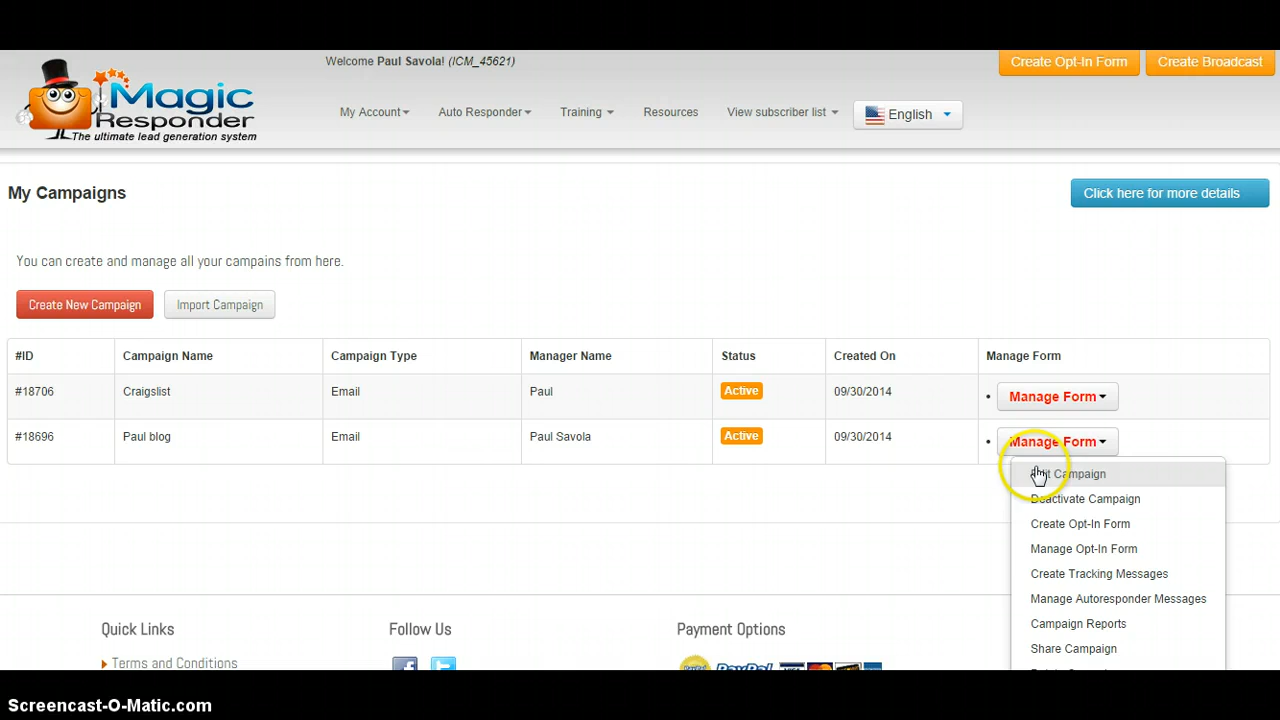 Welcome Paul Savola! (ICM_45621)
Create Opt-In Form
Create Broadcast
iMagic
Responder
The ultimate lead generation system
My Account
Auto Responder
Training
Resources
View subscriber list
English
My Campaigns
Click here for more details
You can create and manage all your campains from here.
Create New Campaign
Import Campaign
#ID Campaign Name Campaign Type Manager Name Status Created On Manage Form
#18706 Craigslist Email Paul Active 09/30/2014 • Manage Form
#18696 Paul blog Email Paul Savola Active 09/30/2014 • Manage Form
Campaign
Deactivate Campaign
Create Opt-In Form
Manage Opt-In Form
Create Tracking Messages
Manage Autoresponder Messages
Campaign Reports
Share Campaign
Quick Links
Follow Us
Payment Options
Terms and Conditions
PayPal
Screencast-O-Matic.com